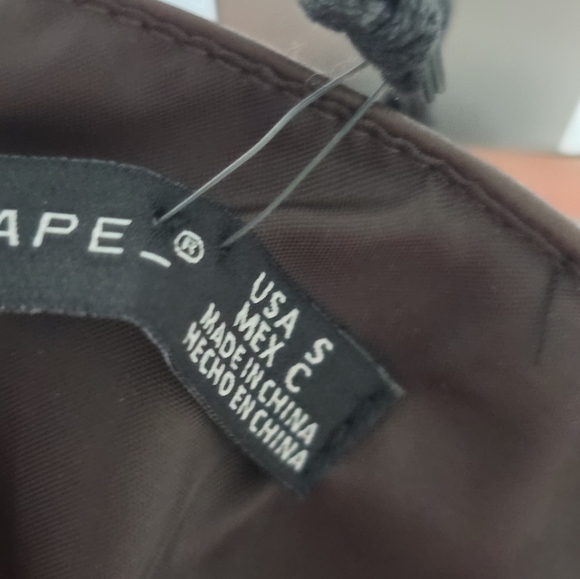 APE_®
USA S
MEX C
MADE IN CHINA
HECHO EN CHINA